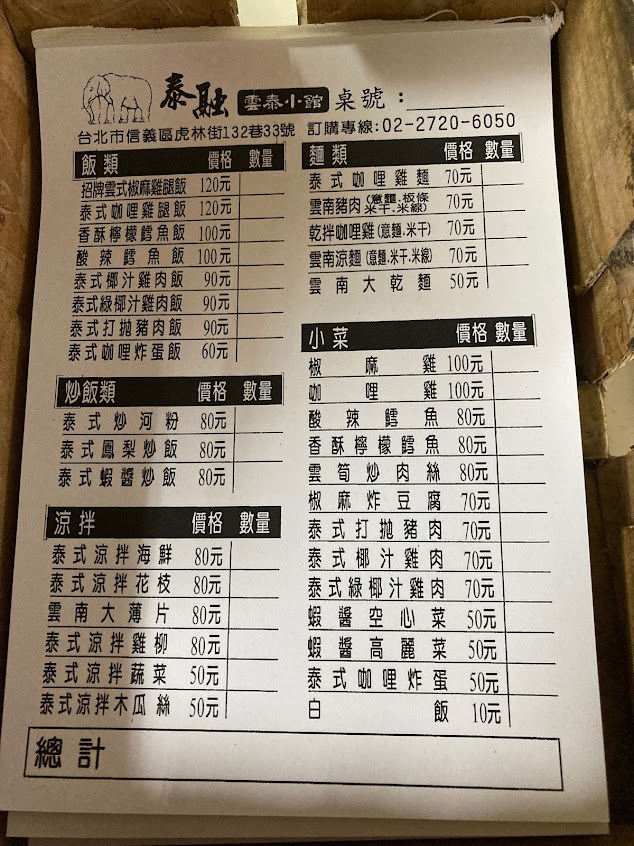 泰融 雲泰小館 桌號：
台北市信義區虎林街132巷33號 訂購專線:02-2720-6050
飯類 價格 數量
招牌雲式椒麻雞腿飯 120元
泰式咖哩雞腿飯 120元
香酥檸檬鱈魚飯 100元
酸辣鱈魚飯 100元
泰式椰汁雞肉飯 90元
泰式綠椰汁雞肉飯 90元
泰式打拋豬肉飯 90元
泰式咖哩炸蛋飯 60元
炒飯類 價格 數量
泰式炒河粉 80元
泰式鳳梨炒飯 80元
泰式蝦醬炒飯 80元
涼拌 價格 數量
泰式涼拌海鮮 80元
泰式涼拌花枝 80元
雲南大薄片 80元
泰式涼拌雞柳 80元
泰式涼拌蔬菜 50元
泰式涼拌木瓜絲 50元
麵類 價格 數量
泰式咖哩雞麵 70元
雲南豬肉(意麵.板條米干.米線) 70元
乾拌咖哩雞(意麵.米干) 70元
雲南涼麵(意麵.米干.米線) 70元
雲南大乾麵 50元
小菜 價格 數量
椒麻雞 100元
咖哩雞 100元
酸辣鱈魚 80元
香酥檸檬鱈魚 80元
雲筍炒肉絲 80元
椒麻炸豆腐 70元
泰式打拋豬肉 70元
泰式椰汁雞肉 70元
泰式綠椰汁雞肉 70元
蝦醬空心菜 50元
蝦醬高麗菜 50元
泰式咖哩炸蛋 50元
白飯 10元
總計